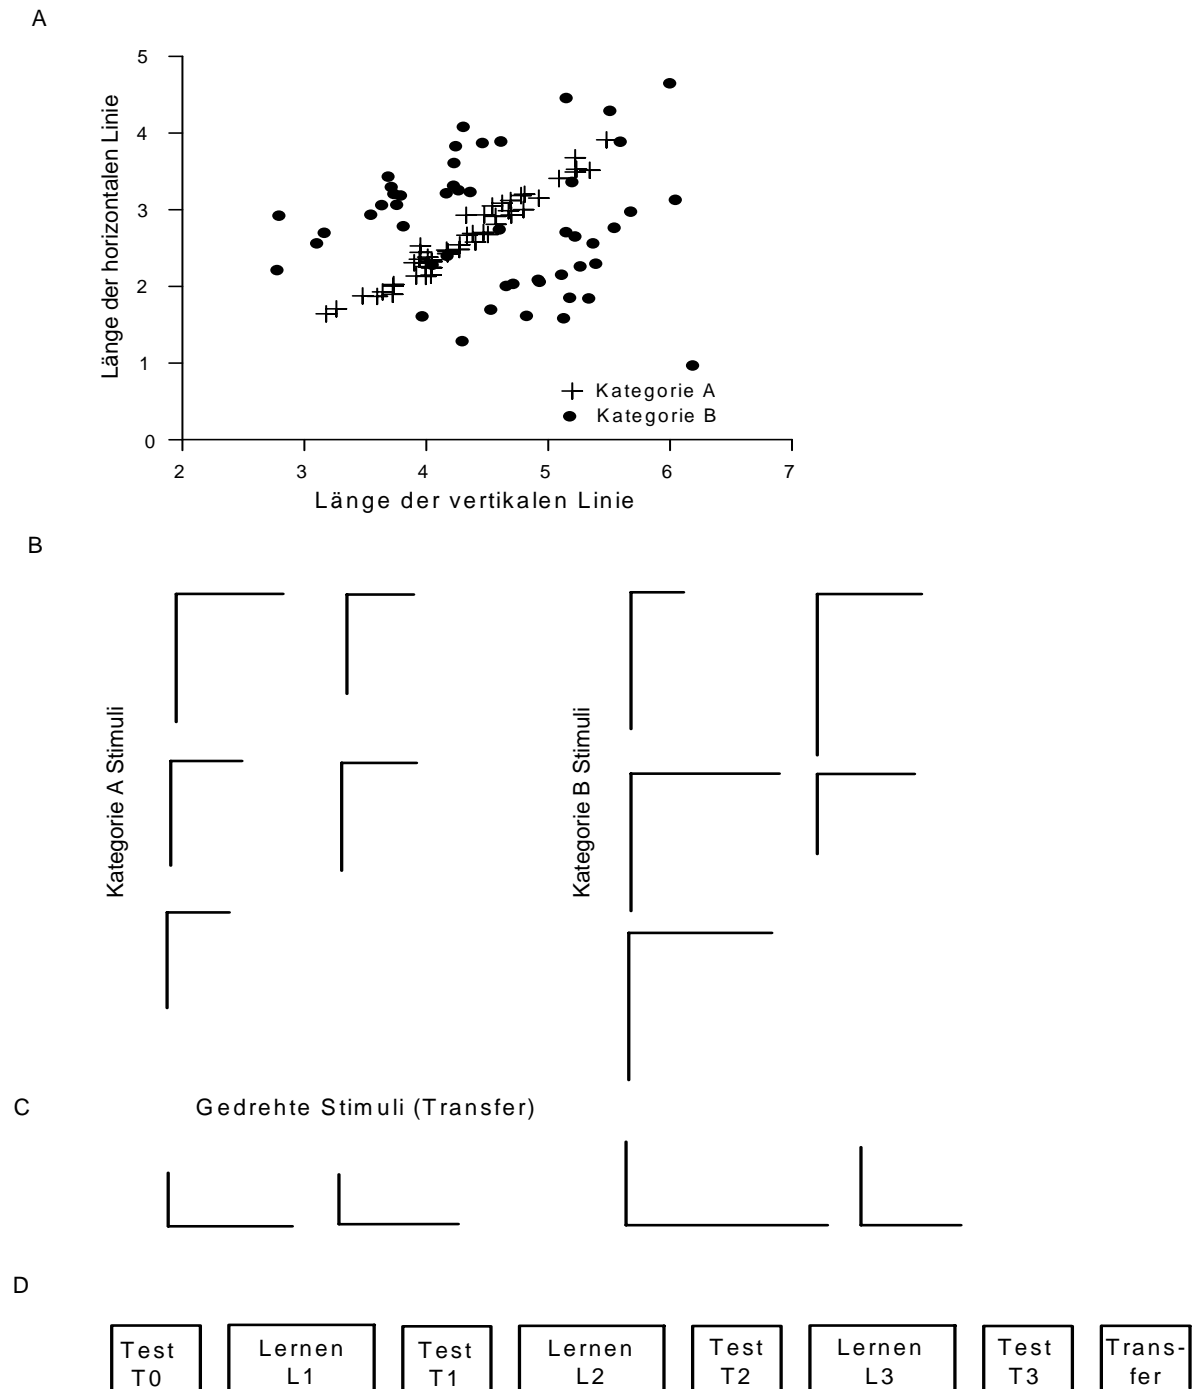 A
5
4
3
2
1
0
Länge der horizontalen Linie
Kategorie A
Kategorie B
2 3 4 5 6 7
Länge der vertikalen Linie
B
Kategorie A Stimuli
Kategorie B Stimuli
C
Gedrehte Stimuli (Transfer)
D
Test
T0
Lernen
L1
Test
T1
Lernen
L2
Test
T2
Lernen
L3
Test
T3
Trans-
fer